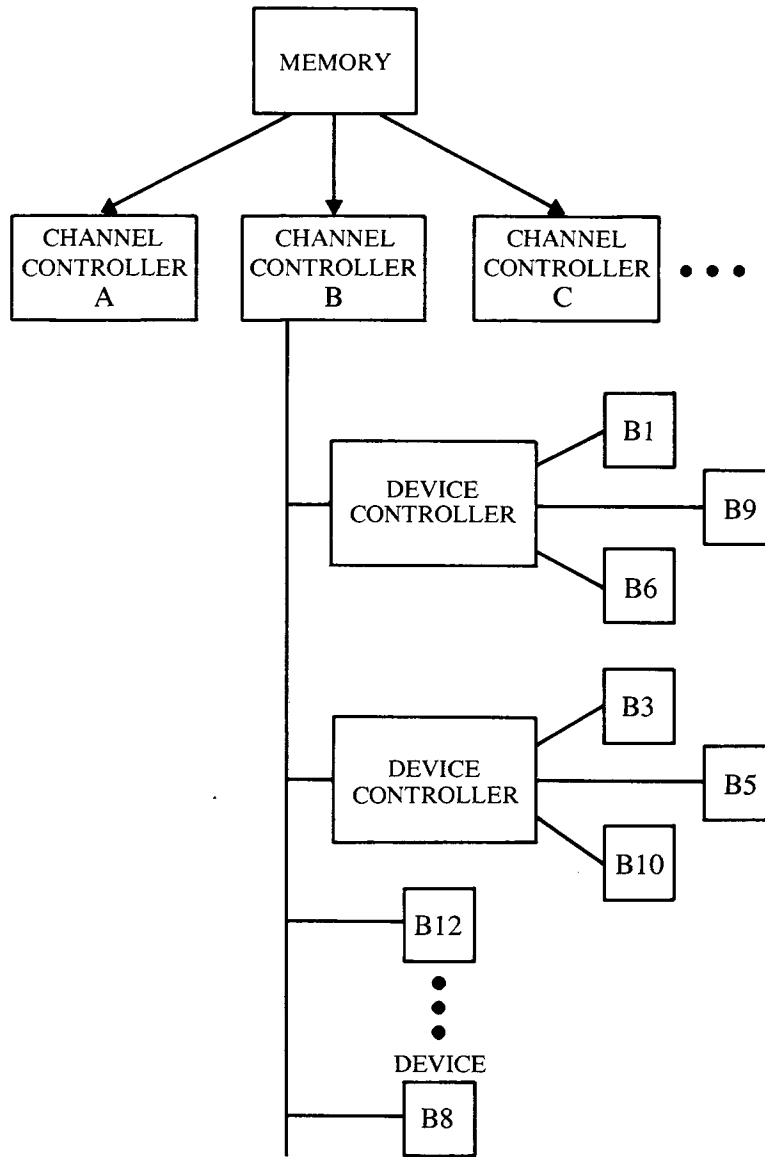 MEMORY
CHANNEL
CONTROLLER
A
CHANNEL
CONTROLLER
B
CHANNEL
CONTROLLER
C
B1
DEVICE
CONTROLLER
B9
B6
B3
DEVICE
CONTROLLER
B5
B10
B12
DEVICE
B8